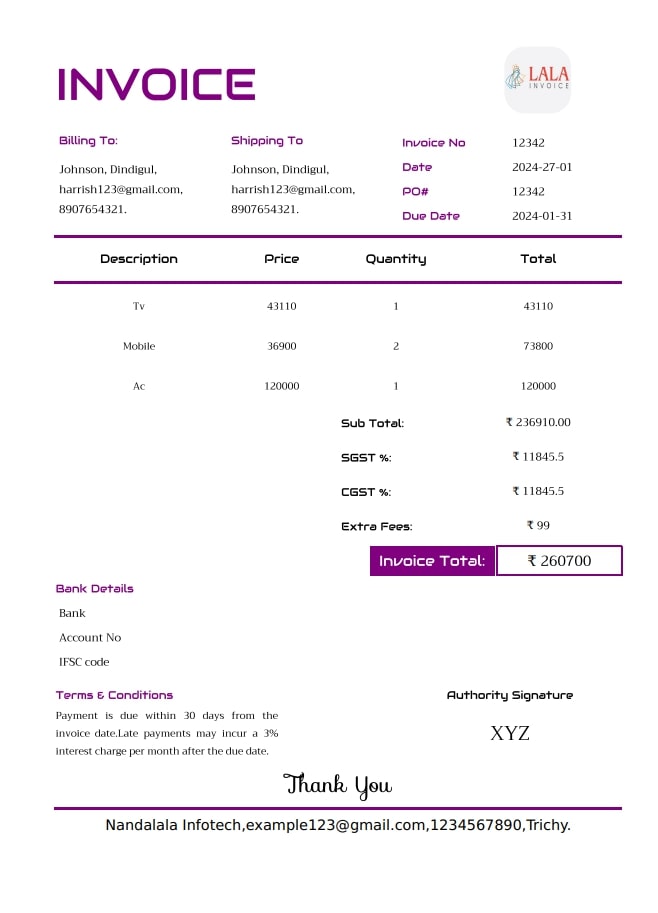 INVOICE
LALA
INVOICE
Billing To:
Johnson, Dindigul,
harrish123@gmail.com,
8907654321.
Shipping To
Johnson, Dindigul,
harrish123@gmail.com,
8907654321.
Invoice No 12342
Date 2024-27-01
PO# 12342
Due Date 2024-01-31
Description Price Quantity Total
Tv 43110 1 43110
Mobile 36900 2 73800
Ac 120000 1 120000
Sub Total: ₹ 236910.00
SGST %: ₹ 11845.5
CGST %: ₹ 11845.5
Extra Fees: ₹ 99
Invoice Total: ₹ 260700
Bank Details
Bank
Account No
IFSC code
Terms & Conditions
Payment is due within 30 days from the
invoice date.Late payments may incur a 3%
interest charge per month after the due date.
Authority Signature
XYZ
Thank You
Nandalala Infotech,example123@gmail.com,1234567890,Trichy.